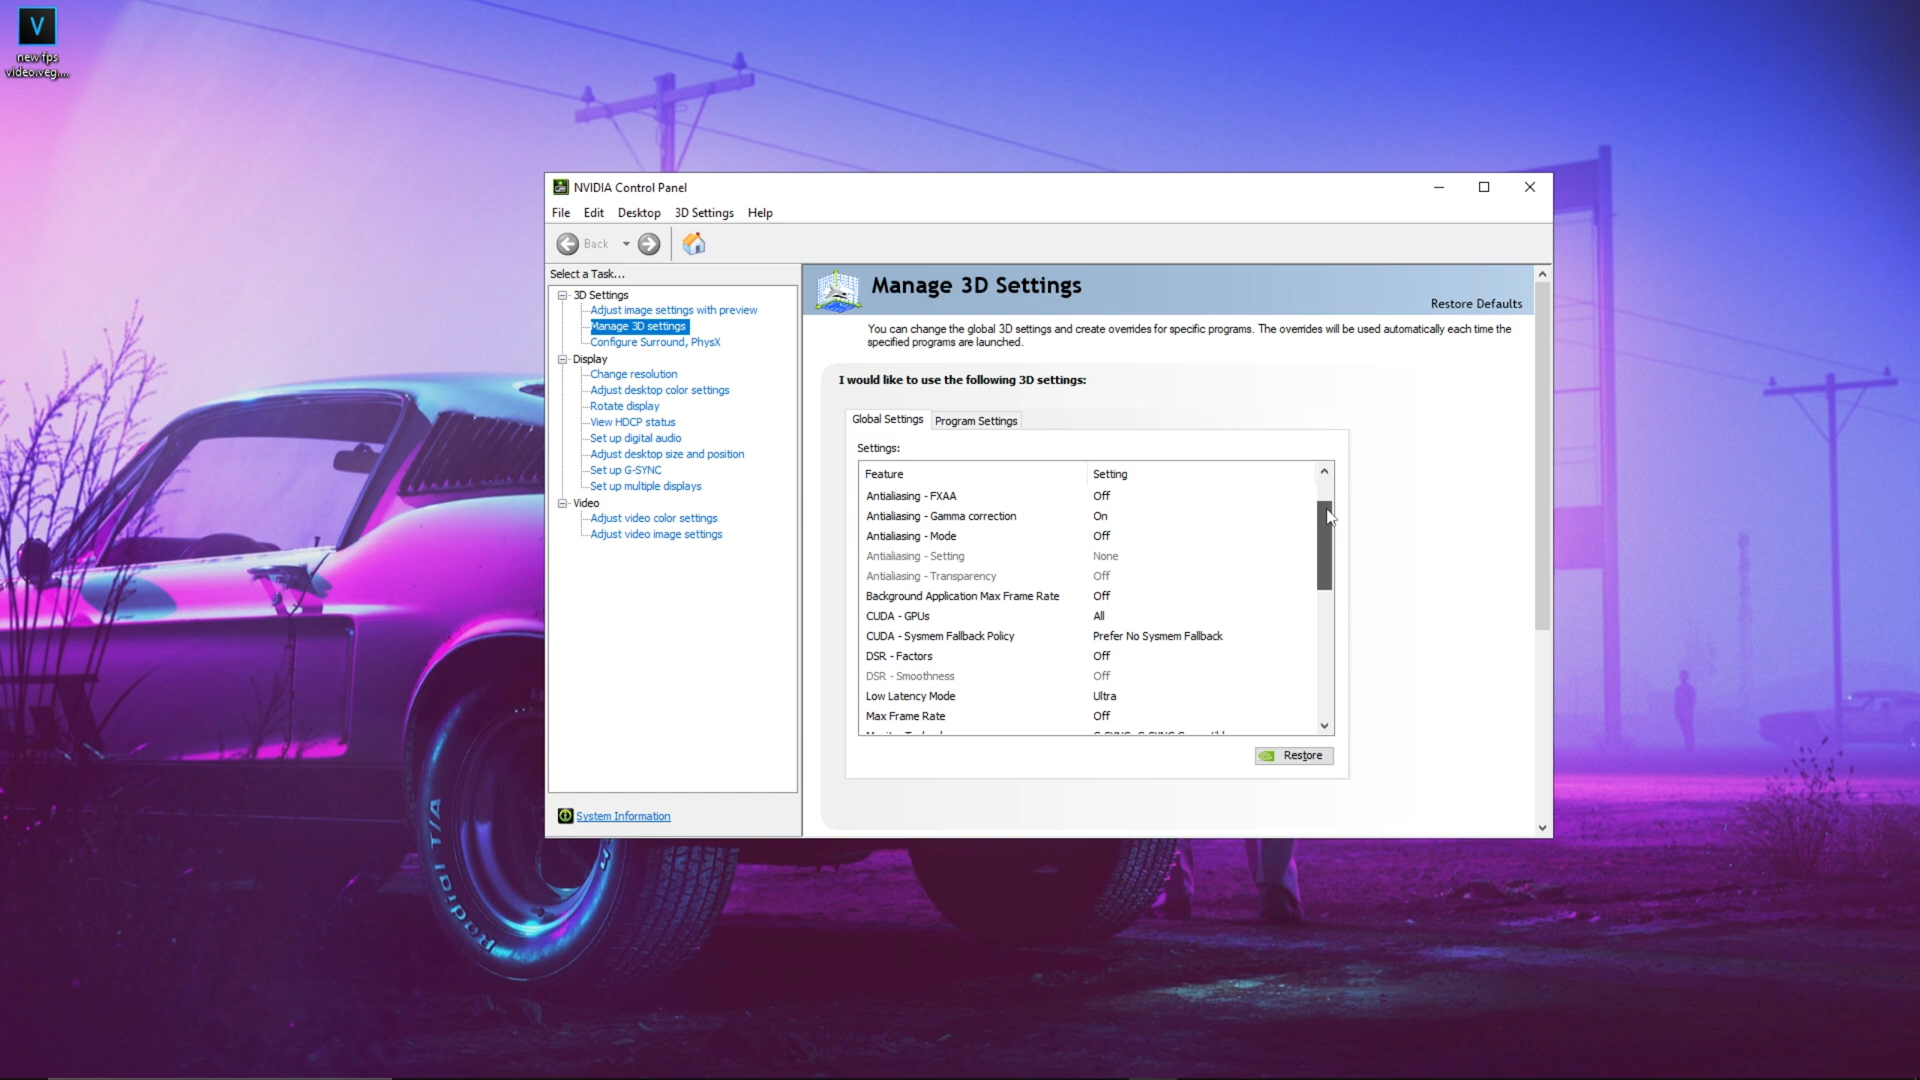 V
new fps
video.veg....
NVIDIA Control Panel
File Edit Desktop 3D Settings Help
Back
Select a Task...
3D Settings
Adjust image settings with preview
Manage 3D settings
Configure Surround, PhysX
Display
Change resolution
Adjust desktop color settings
Rotate display
View HDCP status
Set up digital audio
Adjust desktop size and position
Set up G-SYNC
Set up multiple displays
Video
Adjust video color settings
Adjust video image settings
System Information
Manage 3D Settings
Restore Defaults
You can change the global 3D settings and create overrides for specific programs. The overrides will be used automatically each time the
specified programs are launched.
I would like to use the following 3D settings:
Global Settings Program Settings
Settings:
Feature Setting
Antialiasing - FXAA Off
Antialiasing - Gamma correction On
Antialiasing - Mode Off
Antialiasing - Setting None
Antialiasing - Transparency Off
Background Application Max Frame Rate Off
CUDA - GPUs All
CUDA - Sysmem Fallback Policy Prefer No Sysmem Fallback
DSR - Factors Off
DSR - Smoothness Off
Low Latency Mode Ultra
Max Frame Rate Off
Restore
Radial T/A